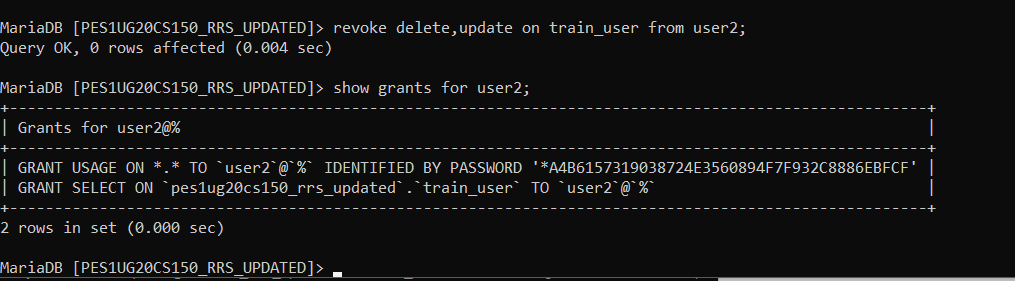 MariaDB [PES1UG20CS150_RRS_UPDATED]> revoke delete,update on train_user from user2;
Query OK, 0 rows affected (0.004 sec)
MariaDB [PES1UG20CS150_RRS_UPDATED]> show grants for user2;
+-------------------------------------------------------------------------------------------+
| Grants for user2@%                                                                        |
+-------------------------------------------------------------------------------------------+
| GRANT USAGE ON *.* TO `user2`@`%` IDENTIFIED BY PASSWORD '*A4B6157319038724E3560894F7F932C8886EBFCF' |
| GRANT SELECT ON `pes1ug20cs150_rrs_updated`.`train_user` TO `user2`@`%`                   |
+-------------------------------------------------------------------------------------------+
2 rows in set (0.000 sec)
MariaDB [PES1UG20CS150_RRS_UPDATED]>